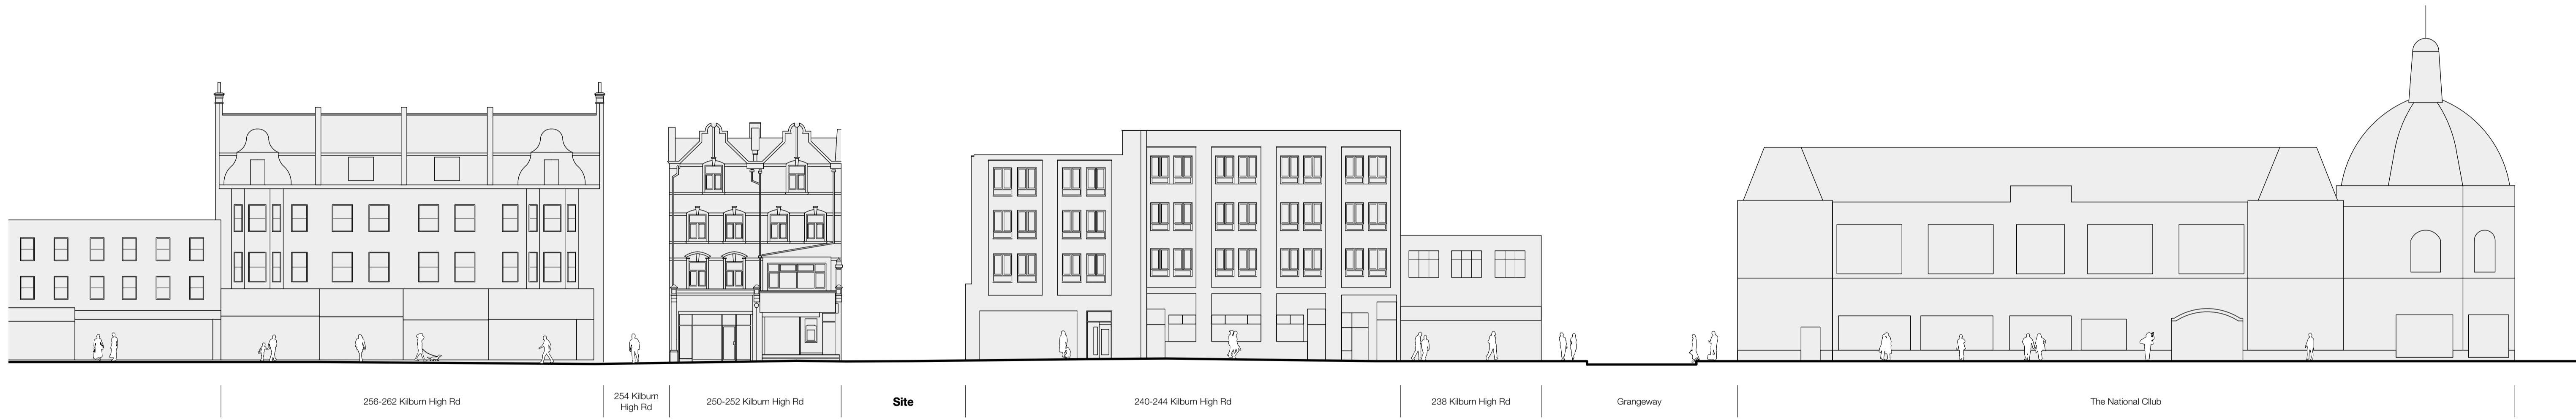 256-262 Kilburn High Rd
254 Kilburn
High Rd
250-252 Kilburn High Rd
Site
240-244 Kilburn High Rd
238 Kilburn High Rd
Grangeway
The National Cllub